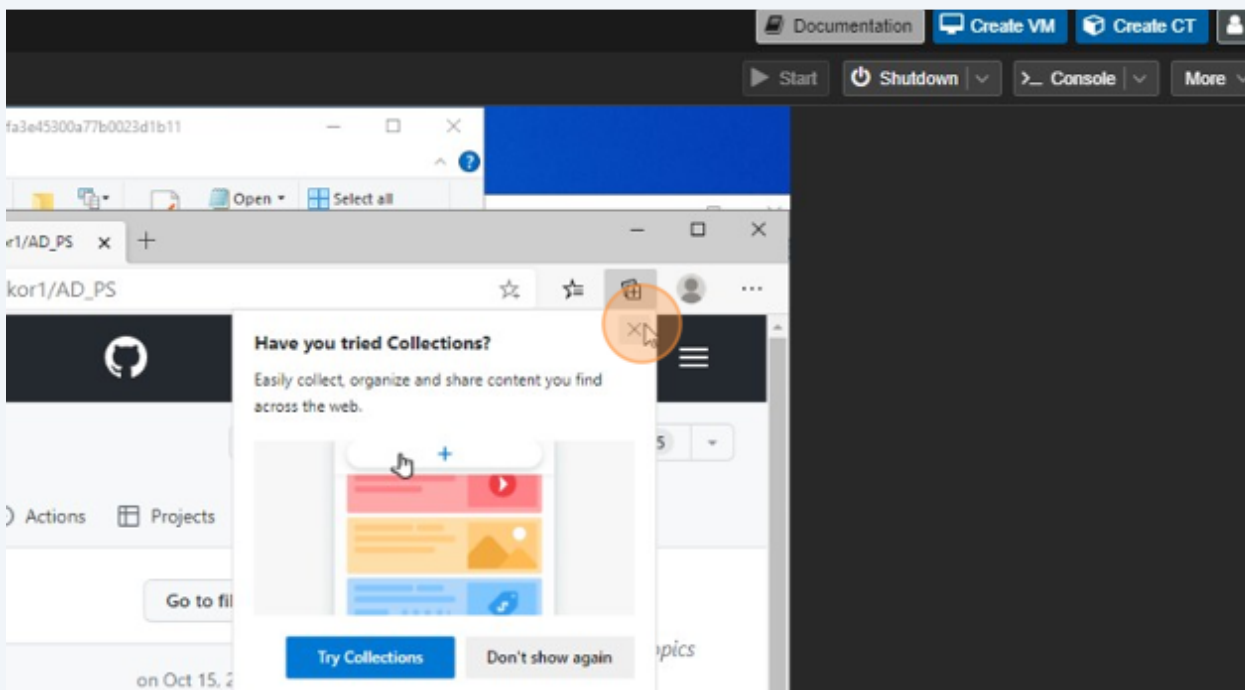 Documentation Create VM Create CT
Start Shutdown Console More
fa3e45300a77b0023d1b11
Open Select all
r1/AD_PS
kor1/AD_PS
Have you tried Collections?
Easily collect, organize and share content you find
across the web.
5
Actions Projects
Go to fil
Try Collections Don't show again
opics
on Oct 15, 2